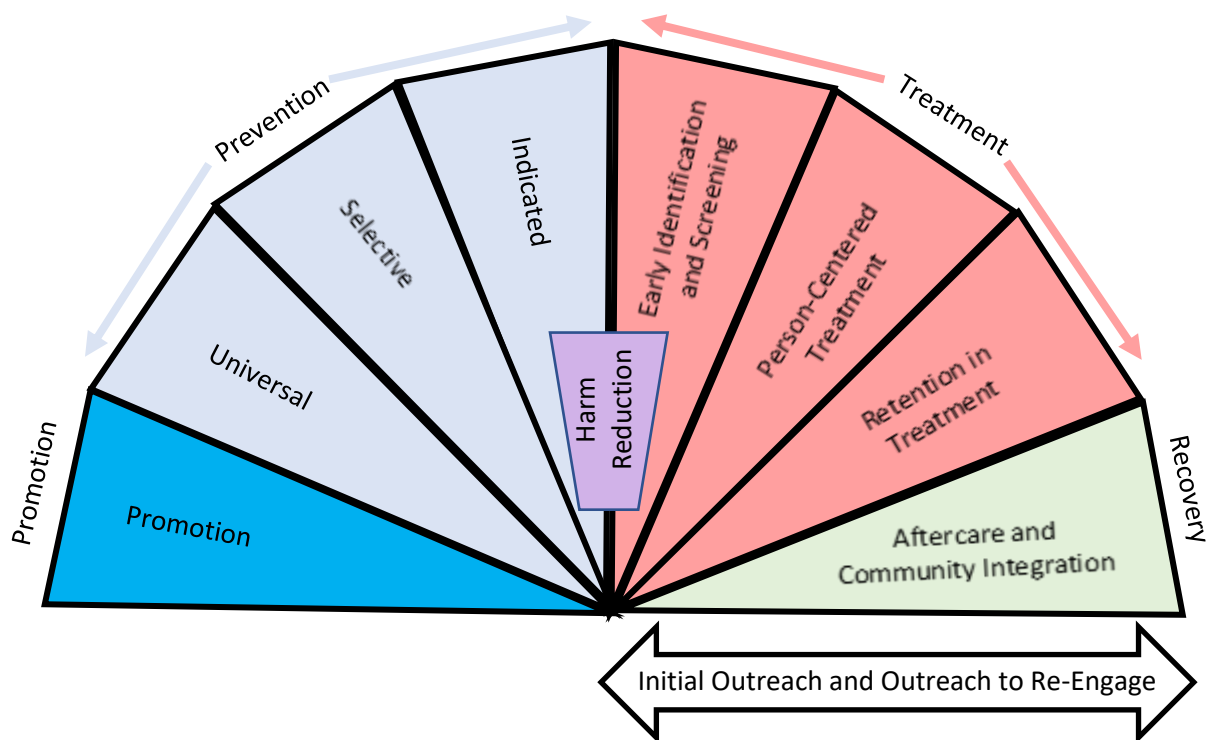 Prevention
Treatment
Promotion
Recovery
Promotion
Universal
Selective
Indicated
Harm
Reduction
Early Identification
and Screening
Person-Centered
Treatment
Retention in
Treatment
Aftercare and
Community Integration
Initial Outreach and Outreach to Re-Engage